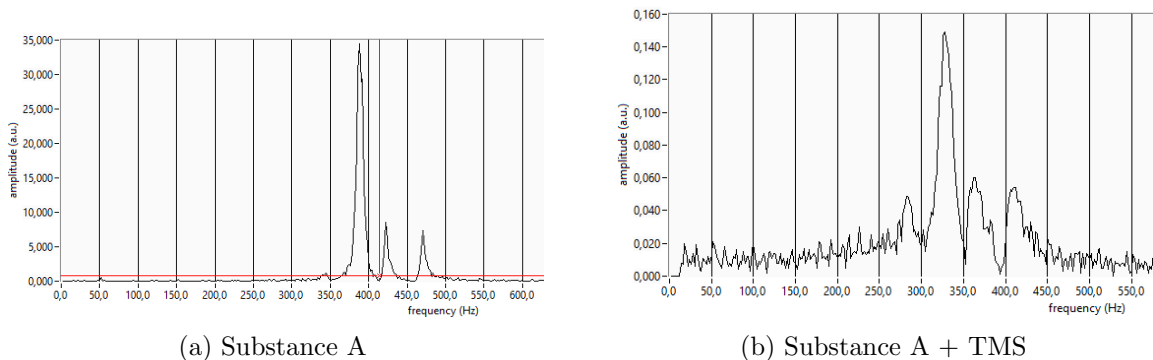 35,000
30,000
25,000
20,000
15,000
10,000
5,000
0,000
amplitude (a.u.)
0,0 50,0 100,0 150,0 200,0 250,0 300,0 350,0 400,0 450,0 500,0 550,0 600,0
frequency (Hz)
(a) Substance A
0,160
0,140
0,120
0,100
0,080
0,060
0,040
0,020
0,000
amplitude (a.u.)
0,0 50,0 100,0 150,0 200,0 250,0 300,0 350,0 400,0 450,0 500,0 550,0
frequency (Hz)
(b) Substance A + TMS